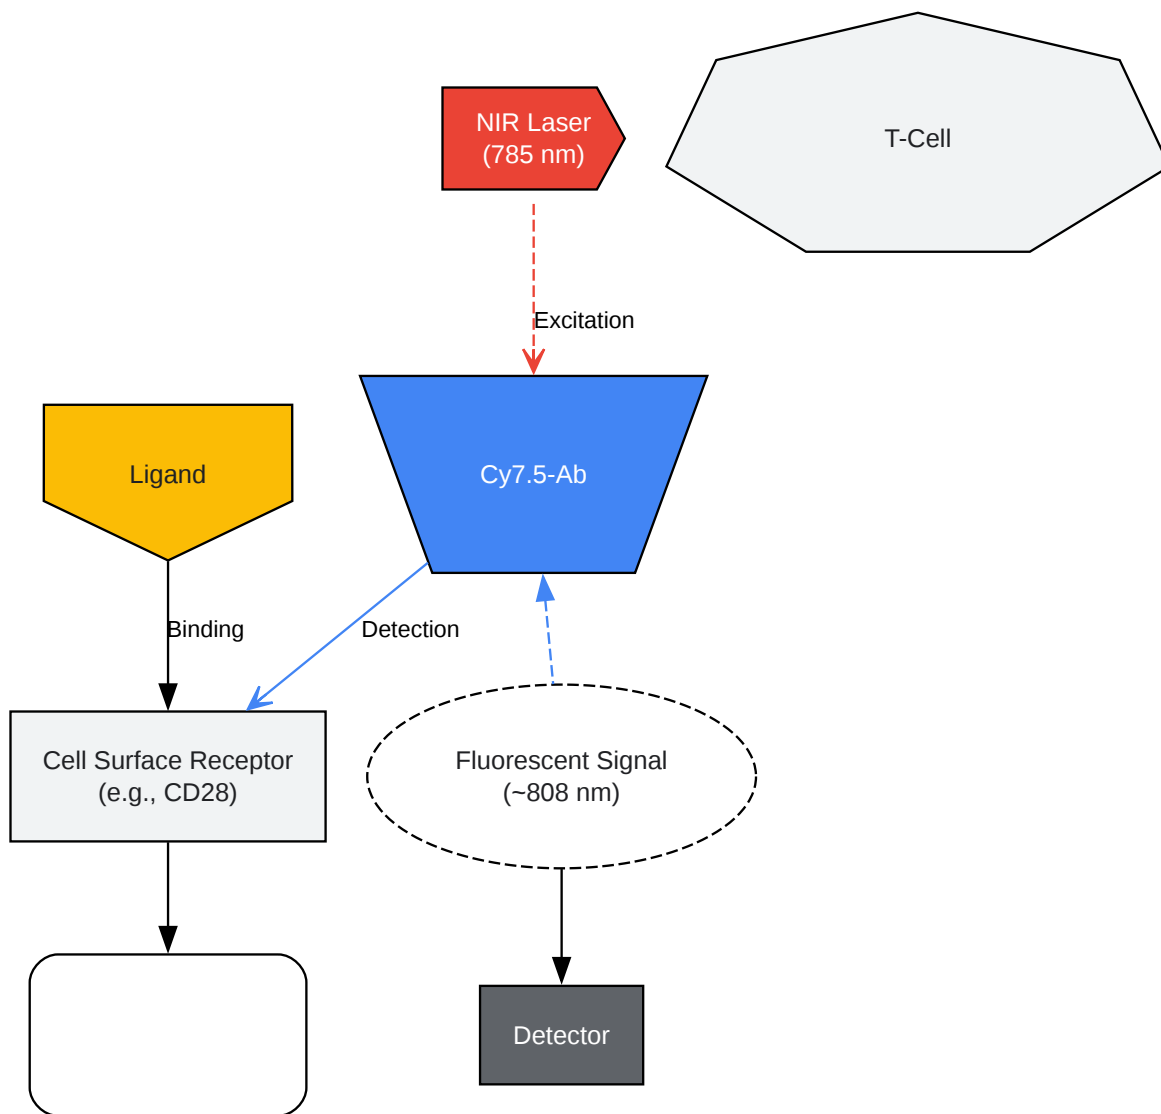 NIR Laser
(785 nm)
T-Cell
Excitation
Ligand
Cy7.5-Ab
Binding
Detection
Cell Surface Receptor
(e.g., CD28)
Fluorescent Signal
(~808 nm)
Detector